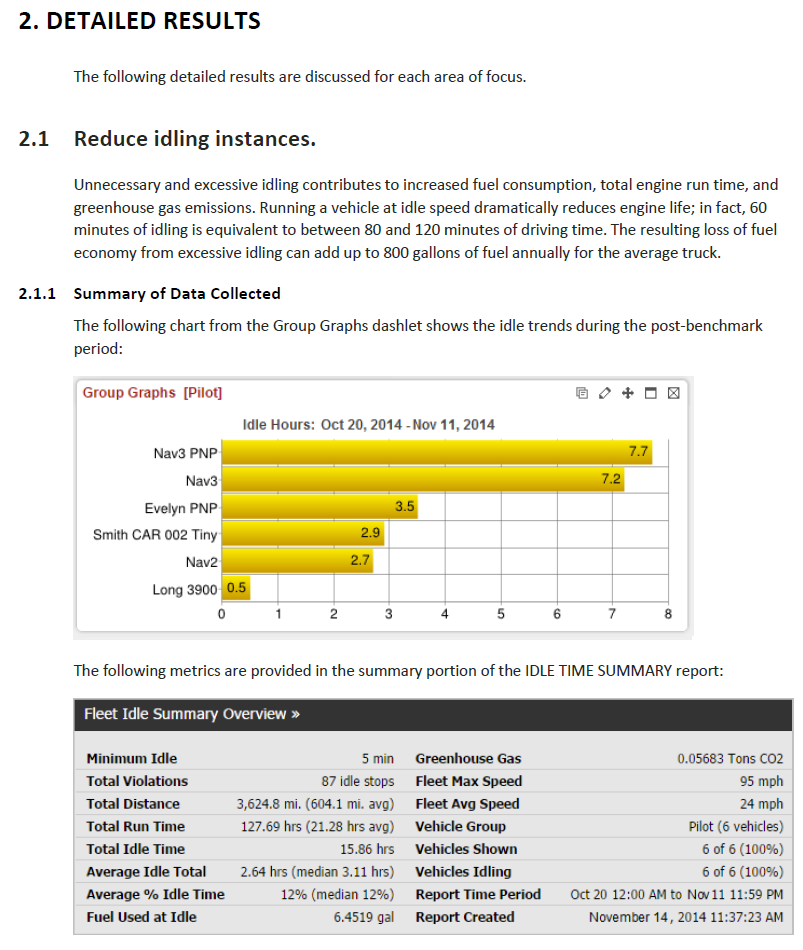 2. DETAILED RESULTS
The following detailed results are discussed for each area of focus.
2.1 Reduce idling instances.
Unnecessary and excessive idling contributes to increased fuel consumption, total engine run time, and
greenhouse gas emissions. Running a vehicle at idle speed dramatically reduces engine life; in fact, 60
minutes of idling is equivalent to between 80 and 120 minutes of driving time. The resulting loss of fuel
economy from excessive idling can add up to 800 gallons of fuel annually for the average truck.
2.1.1 Summary of Data Collected
The following chart from the Group Graphs dashlet shows the idle trends during the post-benchmark
period:
Group Graphs [Pilot]
Idle Hours: Oct 20, 2014 - Nov 11, 2014
Nav3 PNP 7.7
Nav3 7.2
Evelyn PNP 3.5
Smith CAR 002 Tiny 2.9
Nav2 2.7
Long 3900 0.5
0 1 2 3 4 5 6 7 8
The following metrics are provided in the summary portion of the IDLE TIME SUMMARY report:
Fleet Idle Summary Overview »
Minimum Idle 5 min Greenhouse Gas 0.05683 Tons CO2
Total Violations 87 idle stops Fleet Max Speed 95 mph
Total Distance 3,624.8 mi. (604.1 mi. avg) Fleet Avg Speed 24 mph
Total Run Time 127.69 hrs (21.28 hrs avg) Vehicle Group Pilot (6 vehicles)
Total Idle Time 15.86 hrs Vehicles Shown 6 of 6 (100%)
Average Idle Total 2.64 hrs (median 3.11 hrs) Vehicles Idling 6 of 6 (100%)
Average % Idle Time 12% (median 12%) Report Time Period Oct 20 12:00 AM to Nov 11 11:59 PM
Fuel Used at Idle 6.4519 gal Report Created November 14, 2014 11:37:23 AM